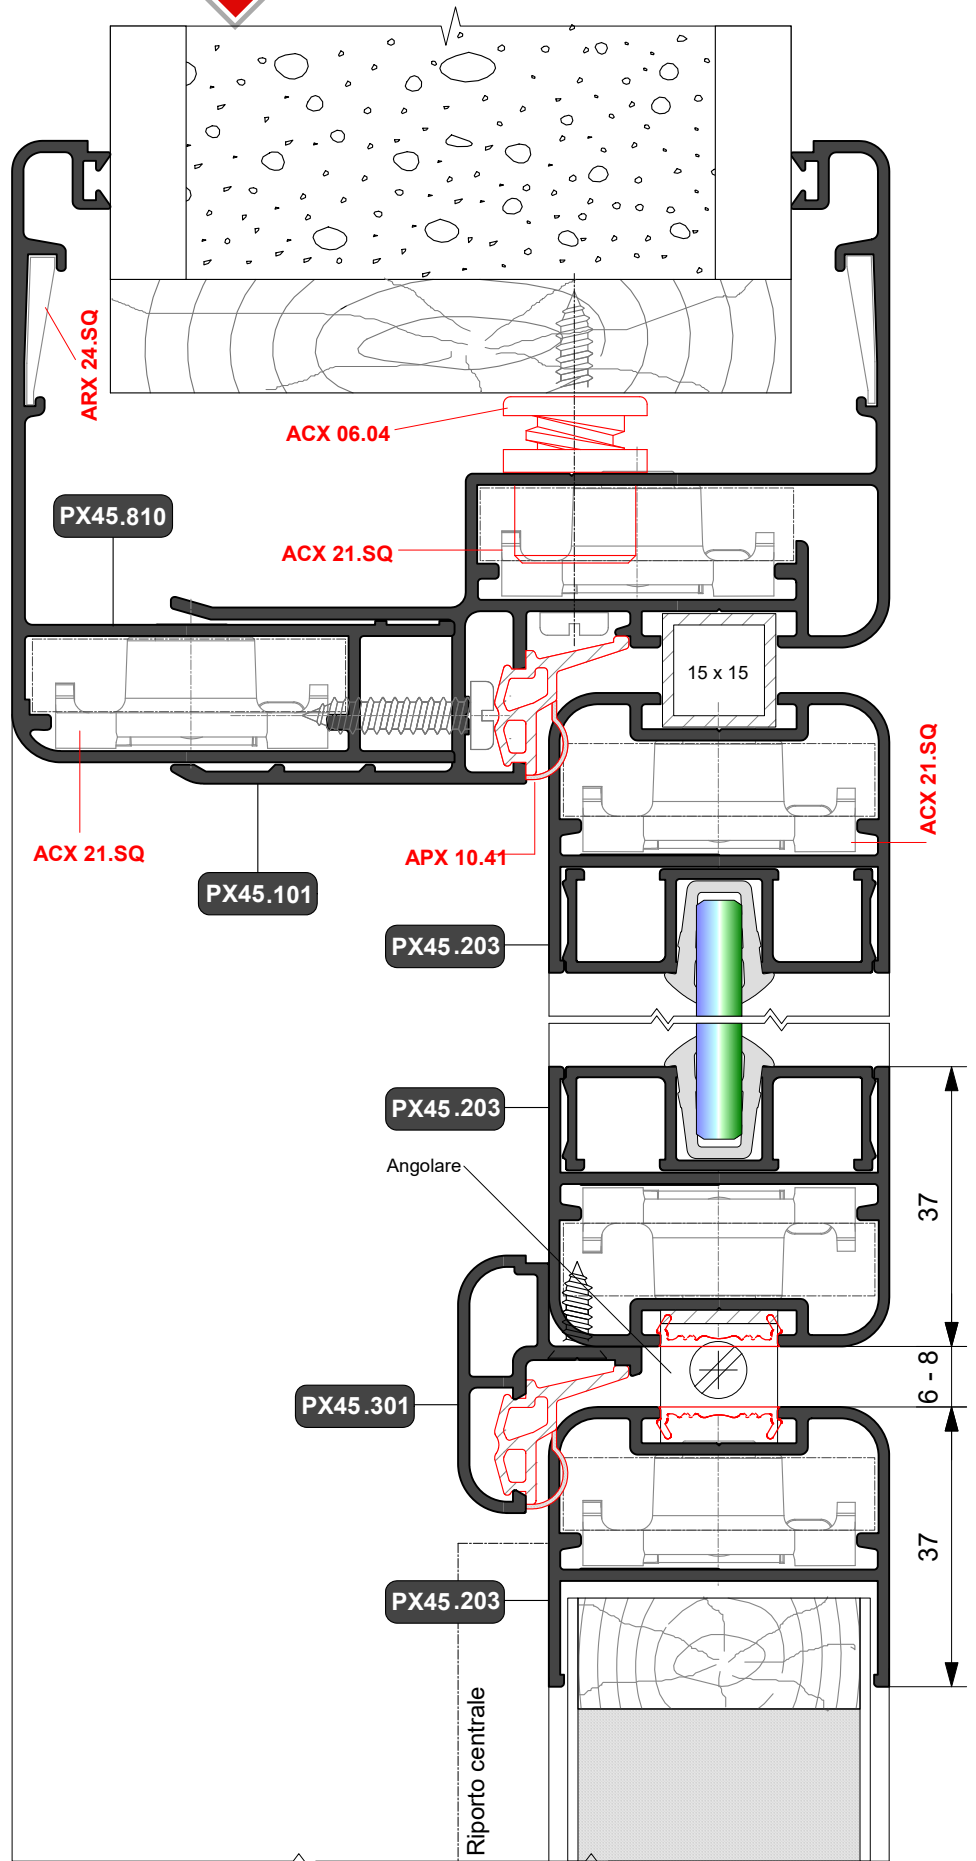 ARX 24.SQ
ACX 06.04
PX45.810
ACX 21.SQ
15 x 15
ACX 21.SQ
ACX 21.SQ
APX 10.41
PX45.101
PX45.203
PX45.203
Angolare
37
6 - 8
PX45.301
37
PX45.203
Riporto centrale